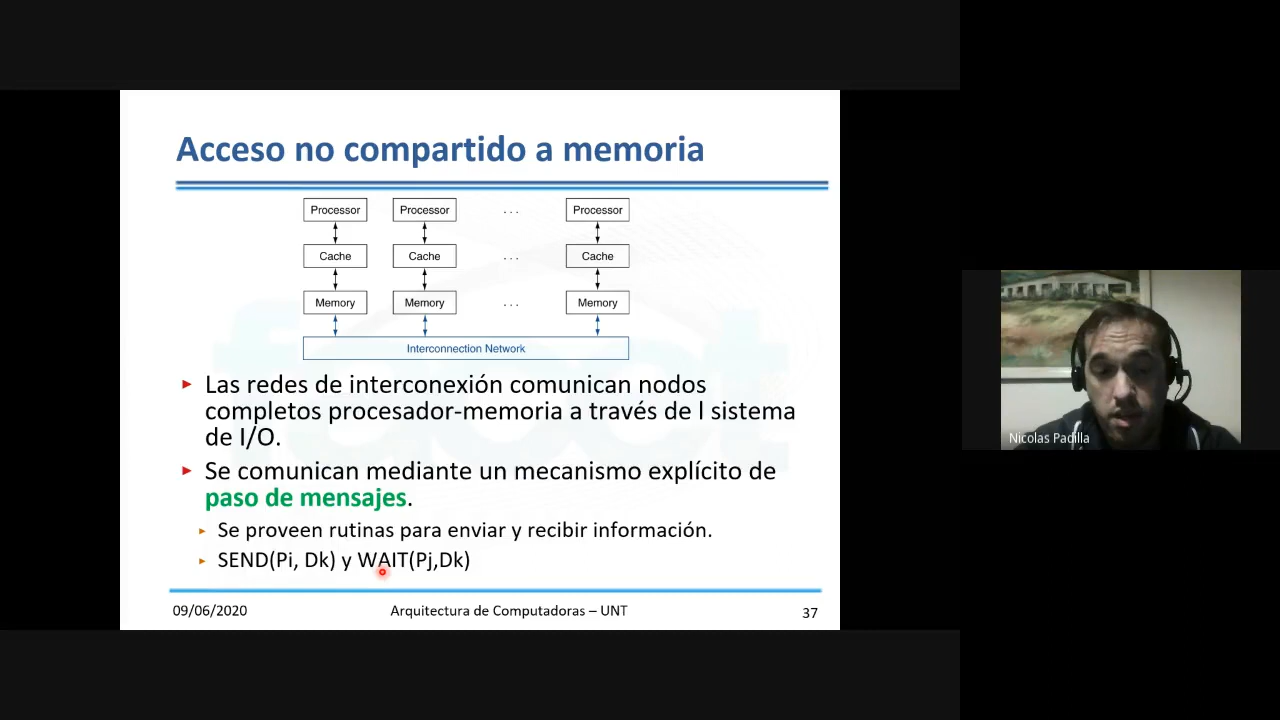 Acceso no compartido a memoria
Processor Processor ... Processor
Cache Cache ... Cache
Memory Memory ... Memory
Interconnection Network
Las redes de interconexión comunican nodos
completos procesador-memoria a través de l sistema
de I/O.
Se comunican mediante un mecanismo explícito de
paso de mensajes.
Se proveen rutinas para enviar y recibir información.
SEND(Pi, Dk) y WAIT(Pj,Dk)
09/06/2020 Arquitectura de Computadoras – UNT 37
Nicolas Padilla